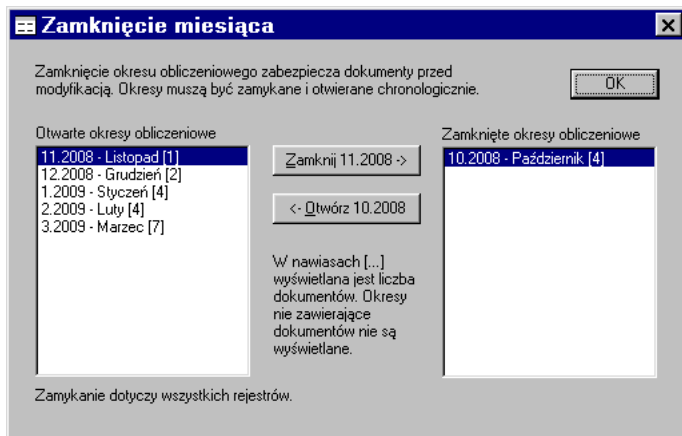 Zamknięcie miesiąca
Zamknięcie okresu obliczeniowego zabezpiecza dokumenty przed
modyfikacją. Okresy muszą być zamykane i otwierane chronologicznie.
OK
Otwarte okresy obliczeniowe
11.2008 - Listopad [1]
12.2008 - Grudzień [2]
1.2009 - Styczeń [4]
2.2009 - Luty [4]
3.2009 - Marzec [7]
Zamknij 11.2008 ->
<- Otwórz 10.2008
W nawiasach [...]
wyświetlana jest liczba
dokumentów. Okresy
nie zawierające
dokumentów nie są
wyświetlane.
Zamknięte okresy obliczeniowe
10.2008 - Październik [4]
Zamykanie dotyczy wszystkich rejestrów.